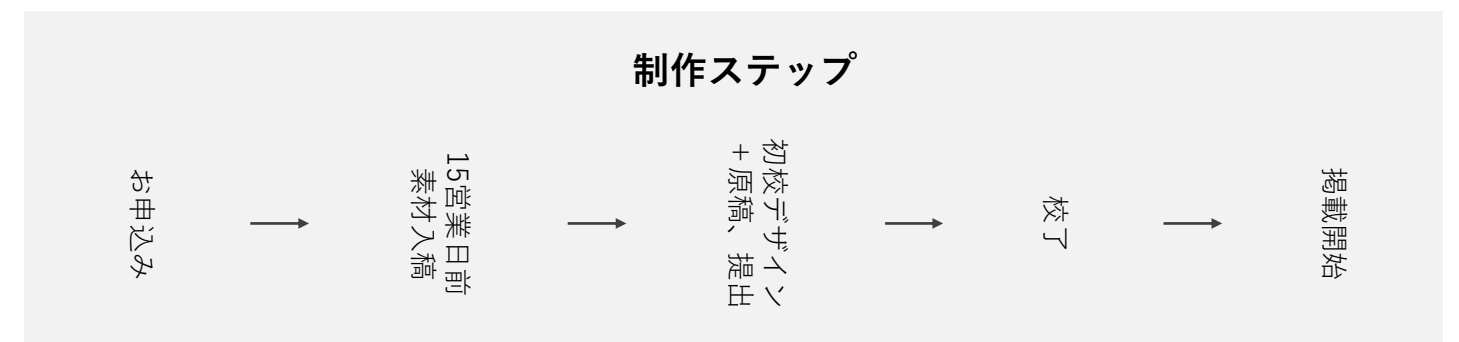 制作ステップ
お申込み
15営業日前
素材入稿
初校デザイン
＋原稿、提出
校了
掲載開始